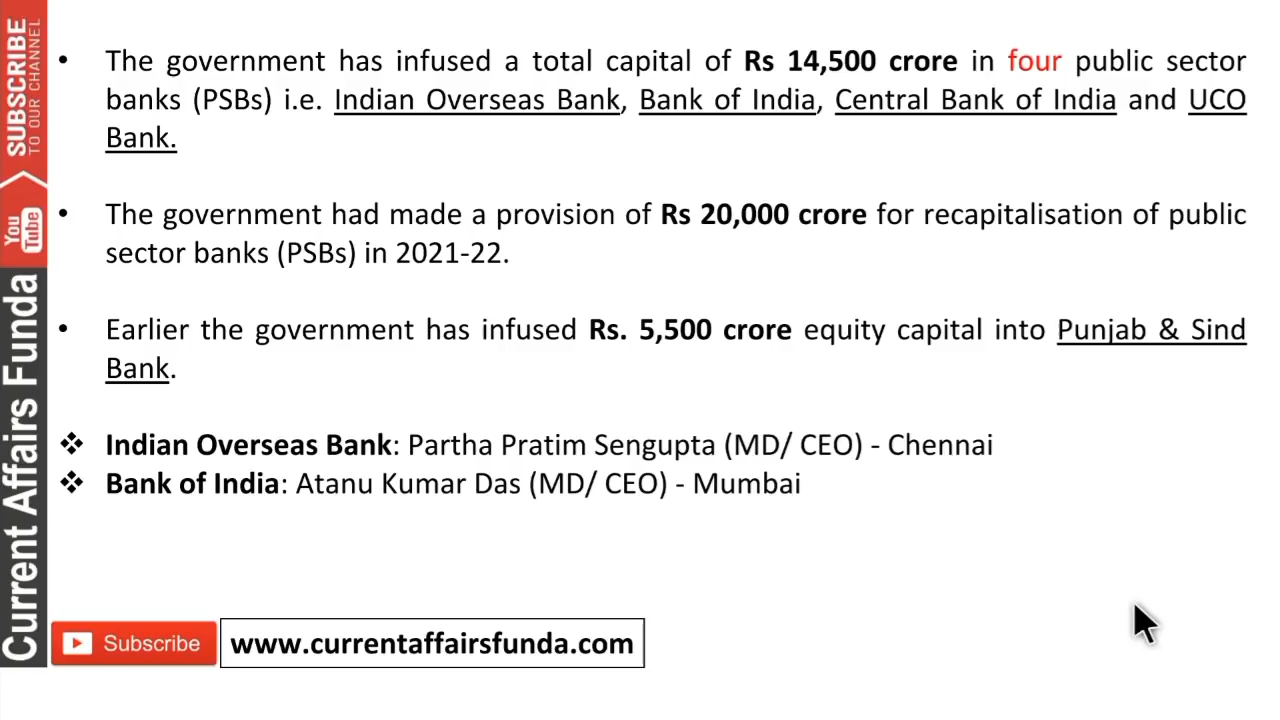 SUBSCRIBE
TO OUR CHANNEL
You
Tube
Current Affairs Funda
• The government has infused a total capital of Rs 14,500 crore in four public sector
banks (PSBs) i.e. Indian Overseas Bank, Bank of India, Central Bank of India and UCO
Bank.
• The government had made a provision of Rs 20,000 crore for recapitalisation of public
sector banks (PSBs) in 2021-22.
• Earlier the government has infused Rs. 5,500 crore equity capital into Punjab & Sind
Bank.
❖ Indian Overseas Bank: Partha Pratim Sengupta (MD/ CEO) - Chennai
❖ Bank of India: Atanu Kumar Das (MD/ CEO) - Mumbai
Subscribe
www.currentaffairsfunda.com